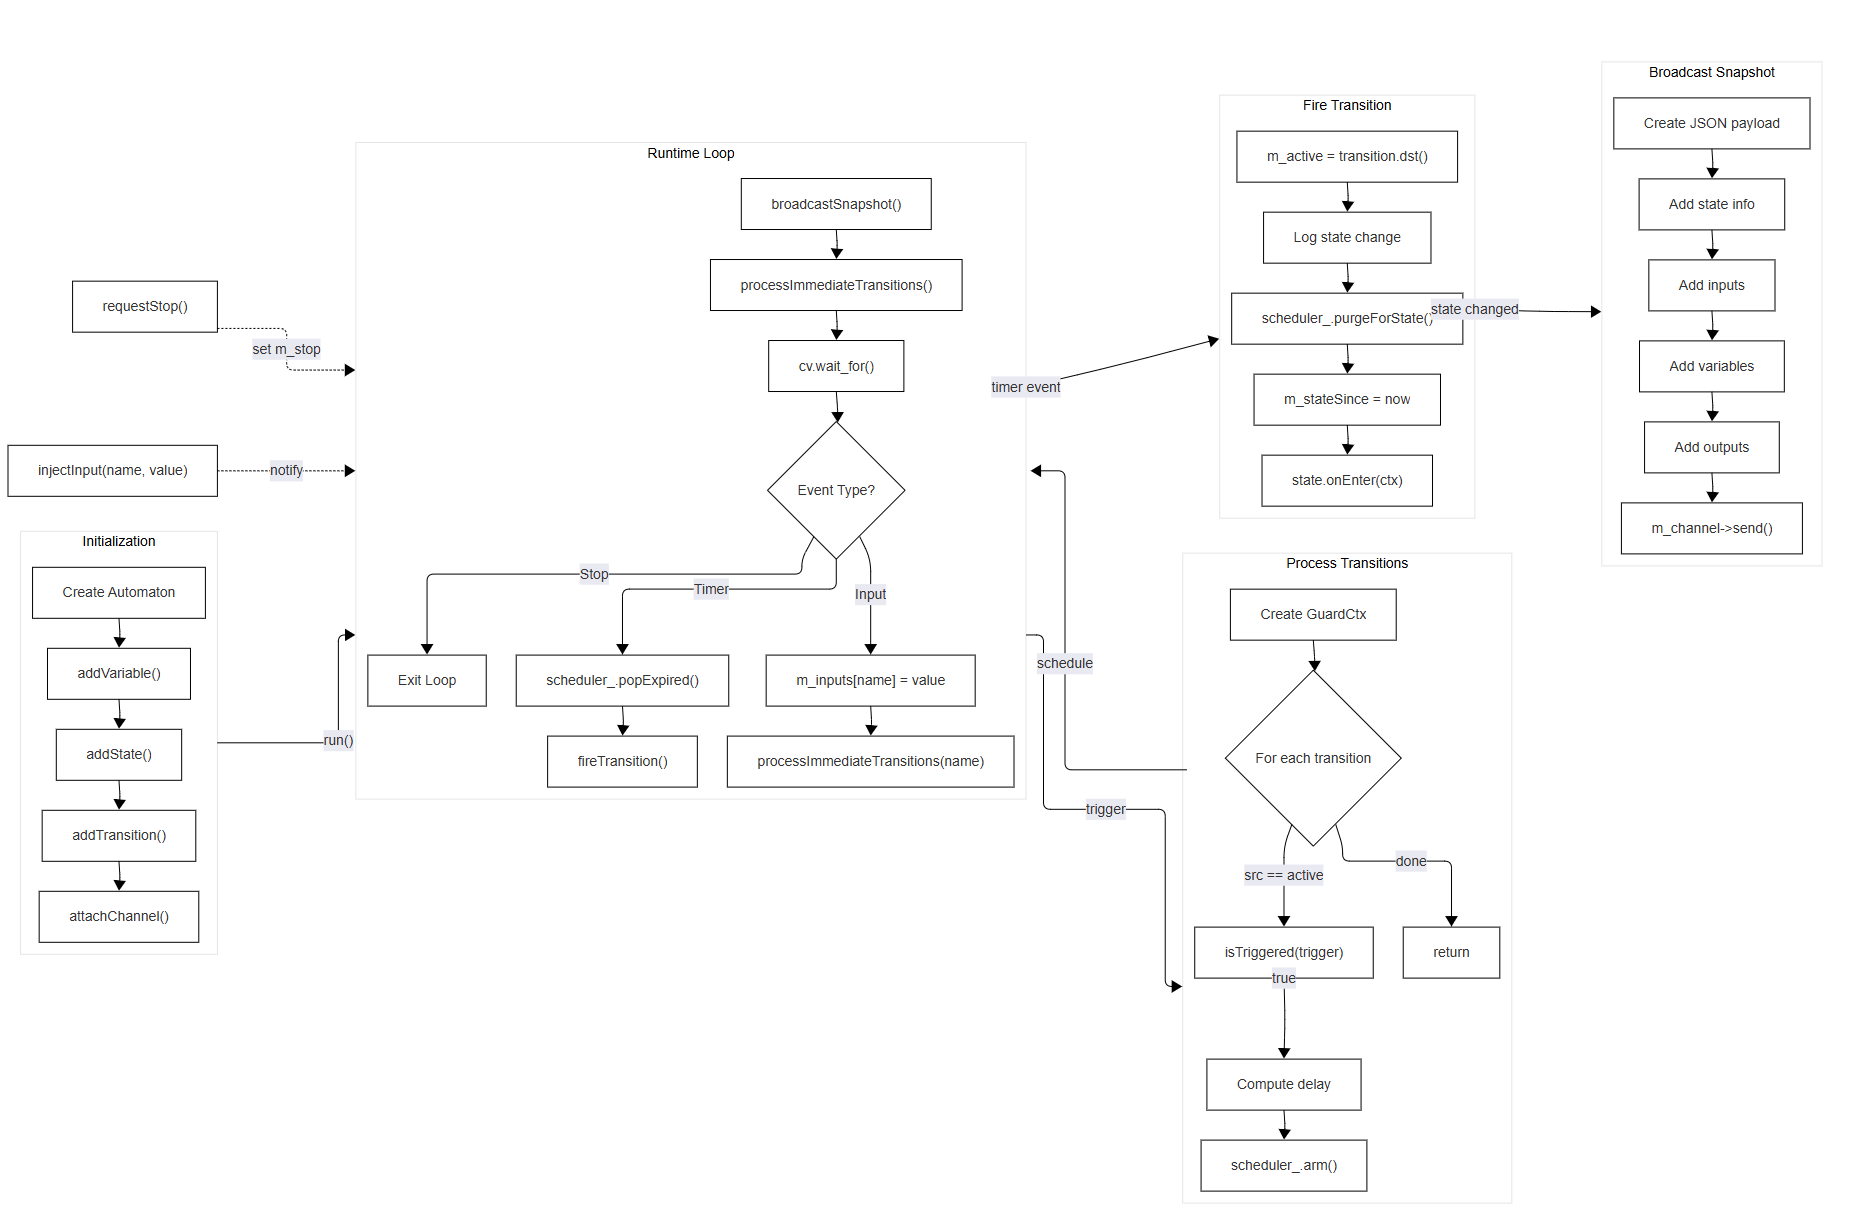 requestStop()
set m_stop
injectInput(name, value)
notify
Initialization
Create Automaton
addVariable()
addState()
addTransition()
attachChannel()
run()
Runtime Loop
broadcastSnapshot()
processImmediateTransitions()
cv.wait_for()
Event Type?
Stop
Timer
Input
Exit Loop
scheduler_.popExpired()
m_inputs[name] = value
fireTransition()
processImmediateTransitions(name)
timer event
schedule
trigger
Fire Transition
m_active = transition.dst()
Log state change
scheduler_.purgeForState()
state changed
m_stateSince = now
state.onEnter(ctx)
Process Transitions
Create GuardCtx
For each transition
src == active
done
isTriggered(trigger)
return
true
Compute delay
scheduler_.arm()
Broadcast Snapshot
Create JSON payload
Add state info
Add inputs
Add variables
Add outputs
m_channel->send()